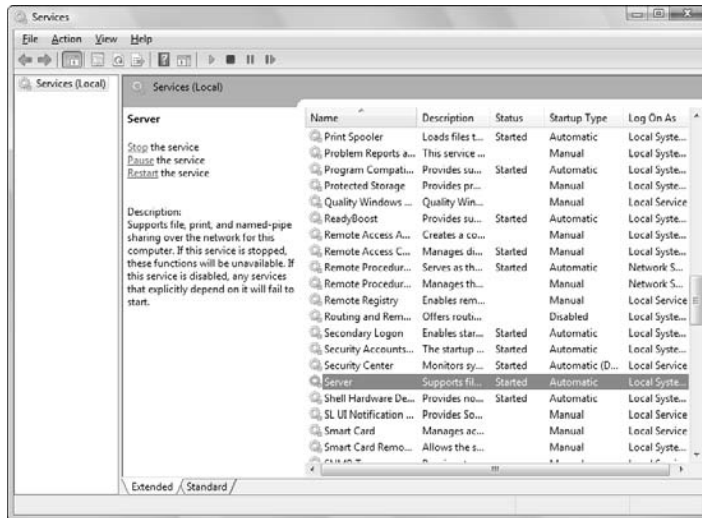 Services
File Action View Help
Services (Local)
Services (Local)
Server
Stop the service
Pause the service
Restart the service
Description:
Supports file, print, and named-pipe
sharing over the network for this
computer. If this service is stopped,
these functions will be unavailable. If
this service is disabled, any services
that explicitly depend on it will fail to
start.
Name Description Status Startup Type Log On As
Print Spooler Loads files t... Started Automatic Local Syste...
Problem Reports a... This service ... Manual Local Syste...
Program Compati... Provides su... Started Automatic Local Syste...
Protected Storage Provides pr... Manual Local Syste...
Quality Windows ... Quality Win... Manual Local Service
ReadyBoost Provides su... Started Automatic Local Syste...
Remote Access A... Creates a co... Manual Local Syste...
Remote Access C... Manages di... Started Manual Local Syste...
Remote Procedur... Serves as th... Started Automatic Network S...
Remote Procedur... Manages th... Manual Network S...
Remote Registry Enables rem... Manual Local Service
Routing and Rem... Offers routi... Disabled Local Syste...
Secondary Logon Enables star... Started Automatic Local Syste...
Security Accounts... The startup ... Started Automatic Local Syste...
Security Center Monitors sy... Started Automatic (D... Local Service
Server Supports fil... Started Automatic Local Syste...
Shell Hardware De... Provides no... Started Automatic Local Syste...
SL UI Notification ... Provides So... Manual Local Service
Smart Card Manages ac... Manual Local Service
Smart Card Remo... Allows the s... Manual Local Syste...
Extended Standard